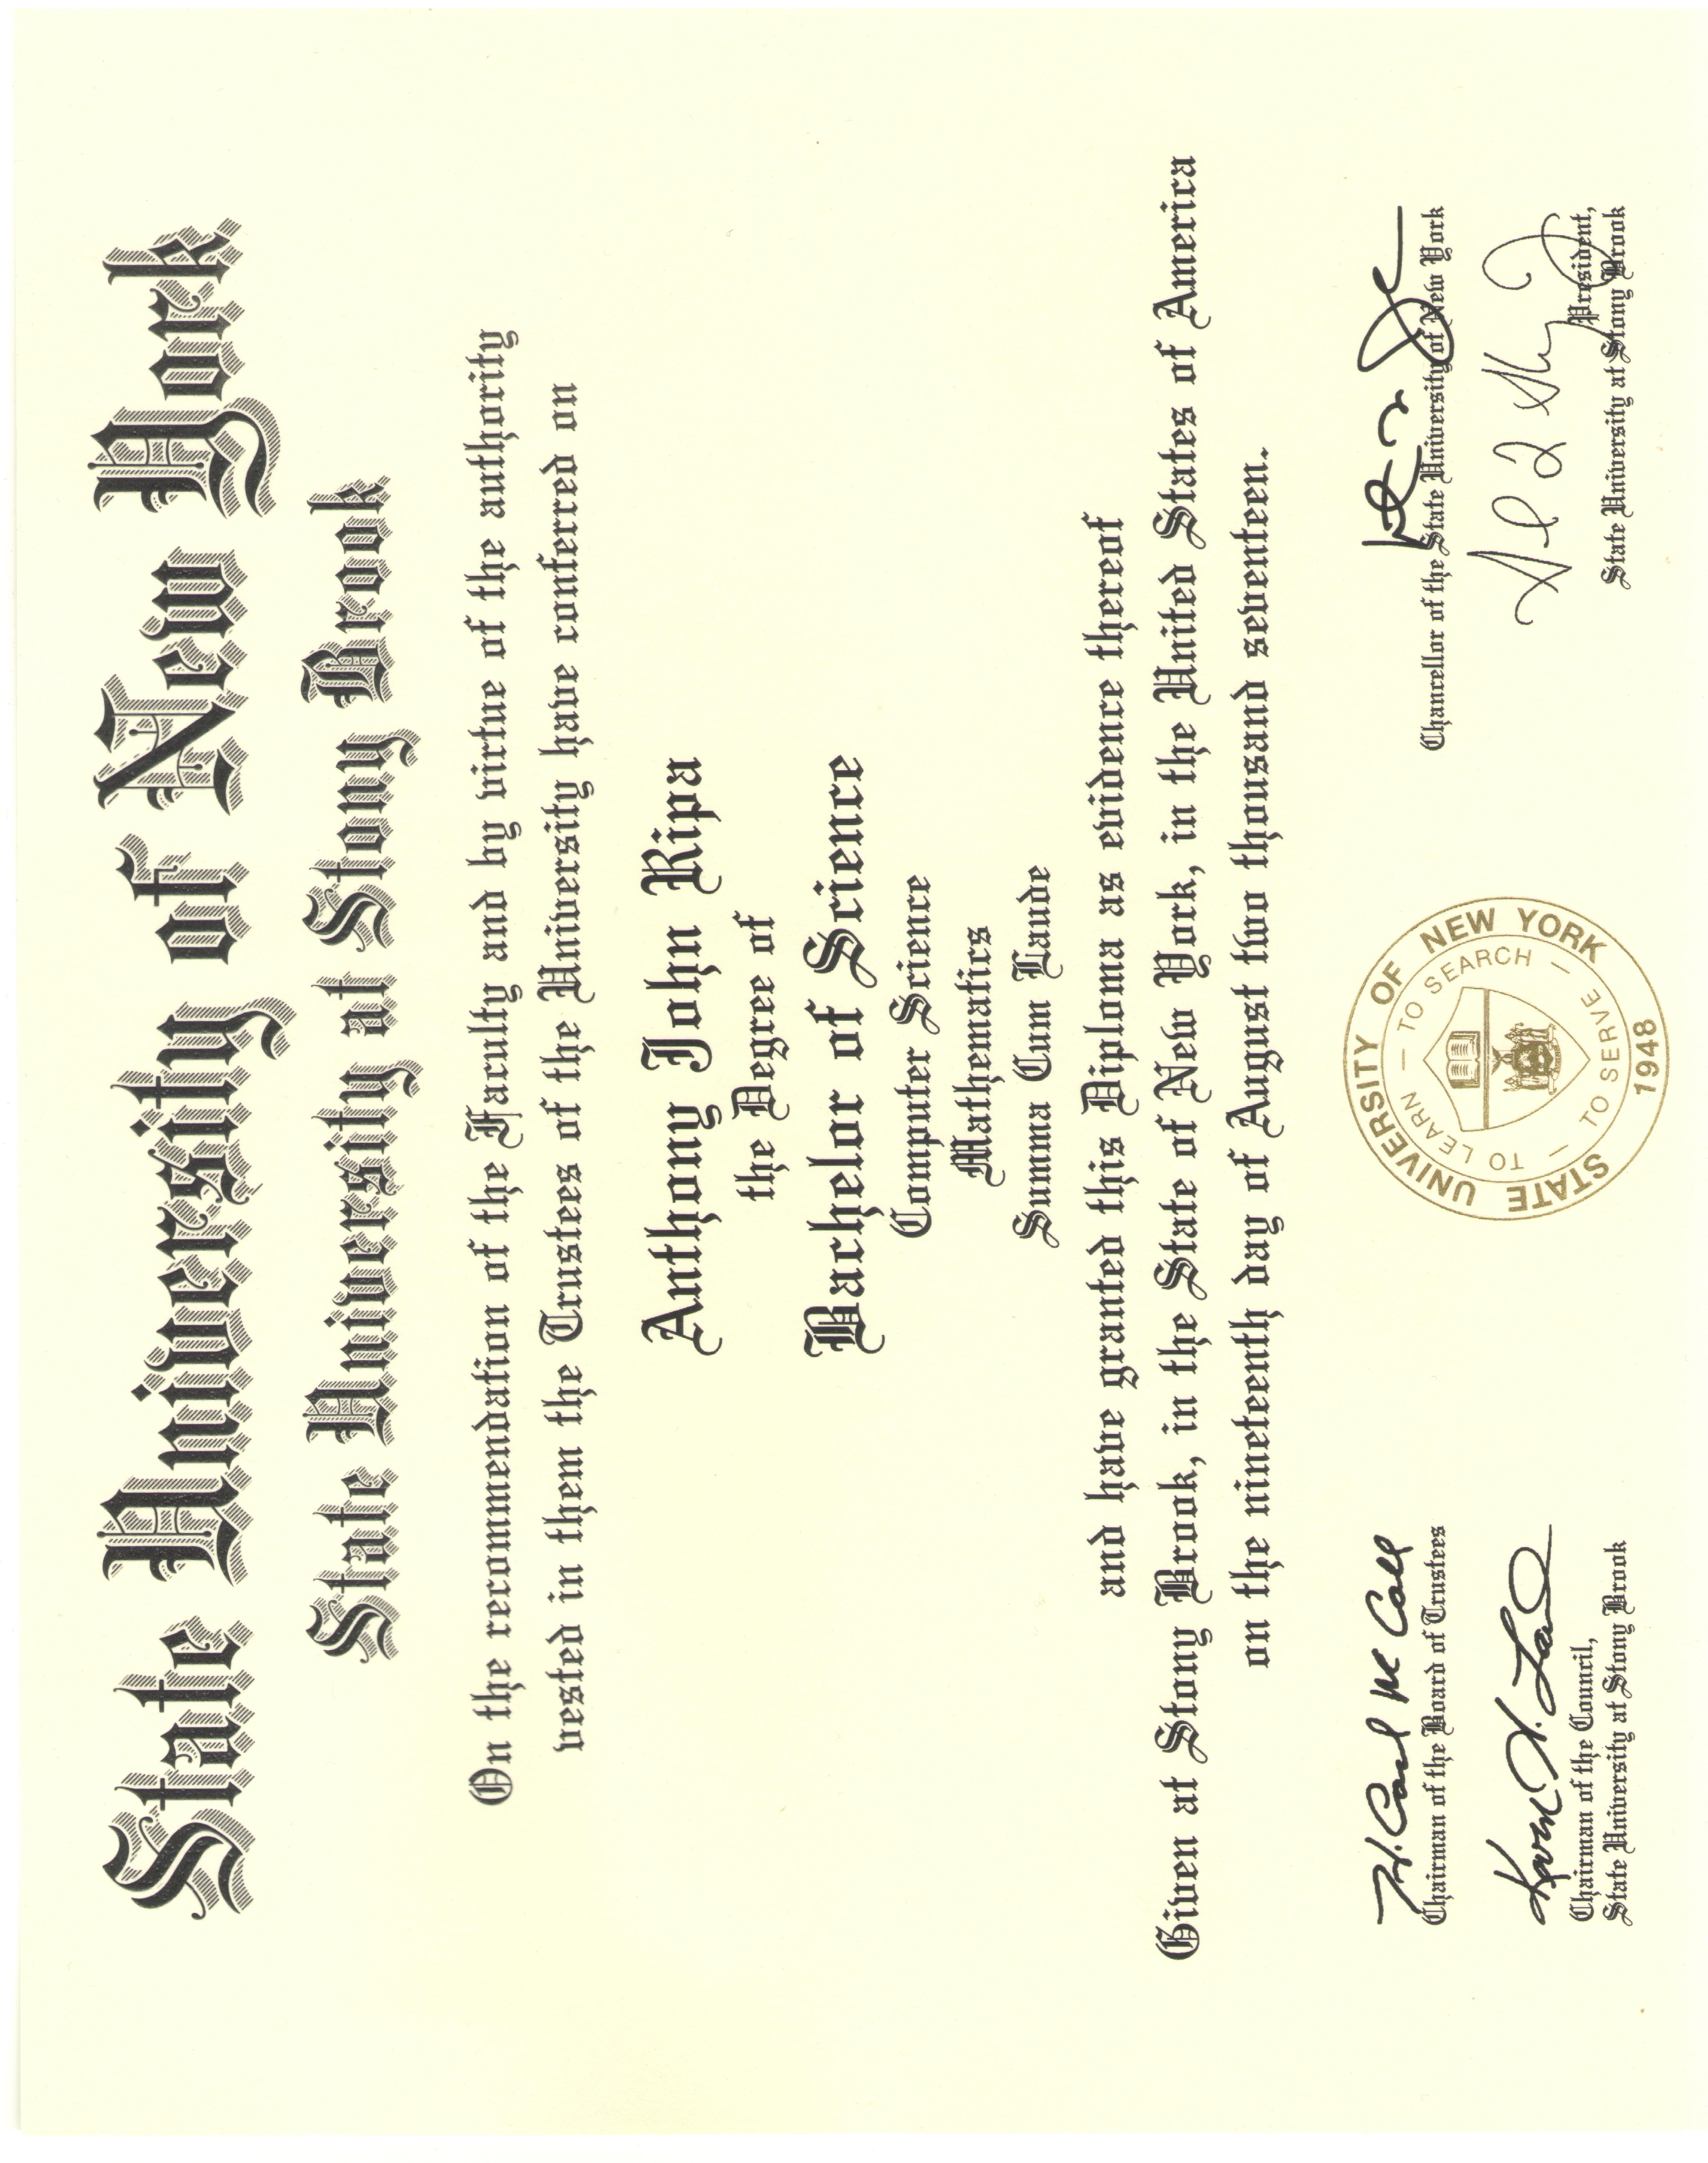 State University of New York
State University at Stony Brook
On the recommendation of the Faculty and by virtue of the authority
vested in them the Trustees of the University have conferred on
Anthony John Ripa
the Degree of
Bachelor of Science
Computer Science
Mathematics
Summa Cum Laude
and have granted this Diploma as evidence thereof
Given at Stony Brook, in the State of New York, in the United States of America
on the nineteenth day of August two thousand seventeen.
H. Carl McCall
Chairman of the Board of Trustees
Chairman of the Council,
State University at Stony Brook
STATE UNIVERSITY OF NEW YORK
TO LEARN — TO SEARCH — TO SERVE —
1948
Chancellor of the State University of New York
President,
State University at Stony Brook